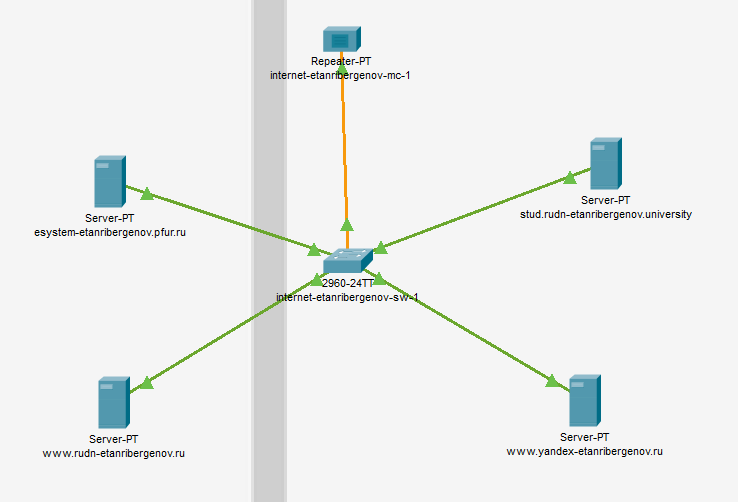 Repeater-PT
internet-etanribergenov-mc-1
Server-PT
esystem-etanribergenov.pfur.ru
Server-PT
stud.rudn-etanribergenov.university
2960-24TT
internet-etanribergenov-sw-1
Server-PT
www.rudn-etanribergenov.ru
Server-PT
www.yandex-etanribergenov.ru